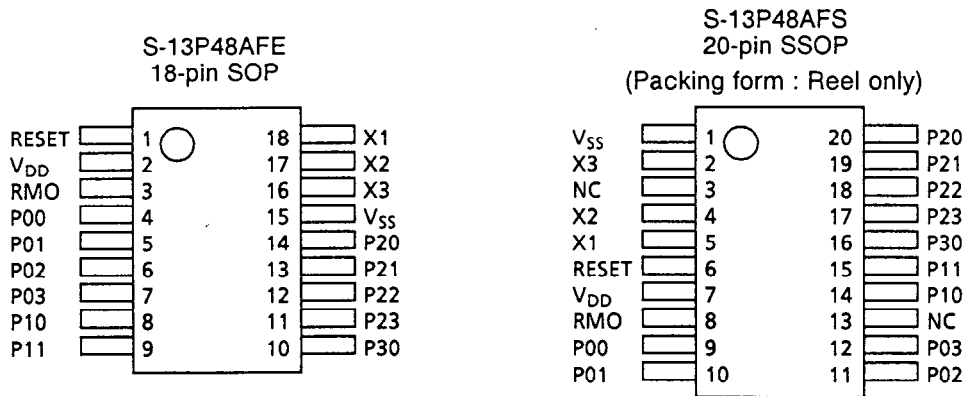 S-13P48AFE
18-pin SOP
RESET 1 18 X1
VDD 2 17 X2
RMO 3 16 X3
P00 4 15 VSS
P01 5 14 P20
P02 6 13 P21
P03 7 12 P22
P10 8 11 P23
P11 9 10 P30
S-13P48AFS
20-pin SSOP
(Packing form : Reel only)
VSS 1 20 P20
X3 2 19 P21
NC 3 18 P22
X2 4 17 P23
X1 5 16 P30
RESET 6 15 P11
VDD 7 14 P10
RMO 8 13 NC
P00 9 12 P03
P01 10 11 P02